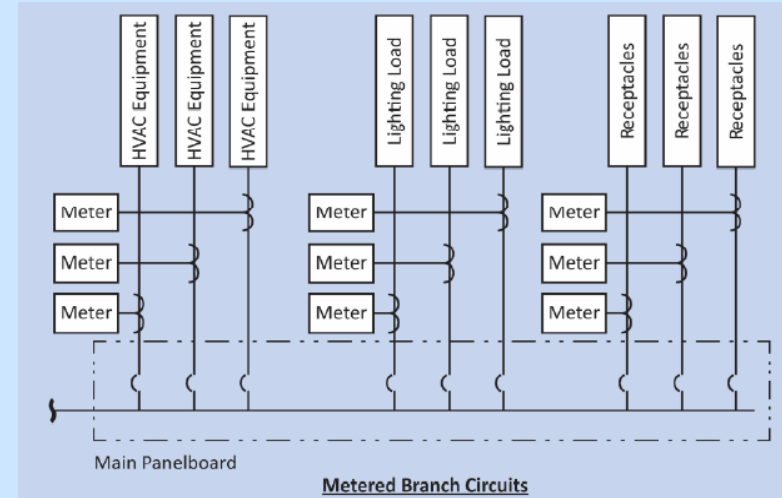 HVAC Equipment
HVAC Equipment
HVAC Equipment
Lighting Load
Lighting Load
Lighting Load
Receptacles
Receptacles
Receptacles
Meter
Meter
Meter
Meter
Meter
Meter
Meter
Meter
Meter
Main Panelboard
Metered Branch Circuits